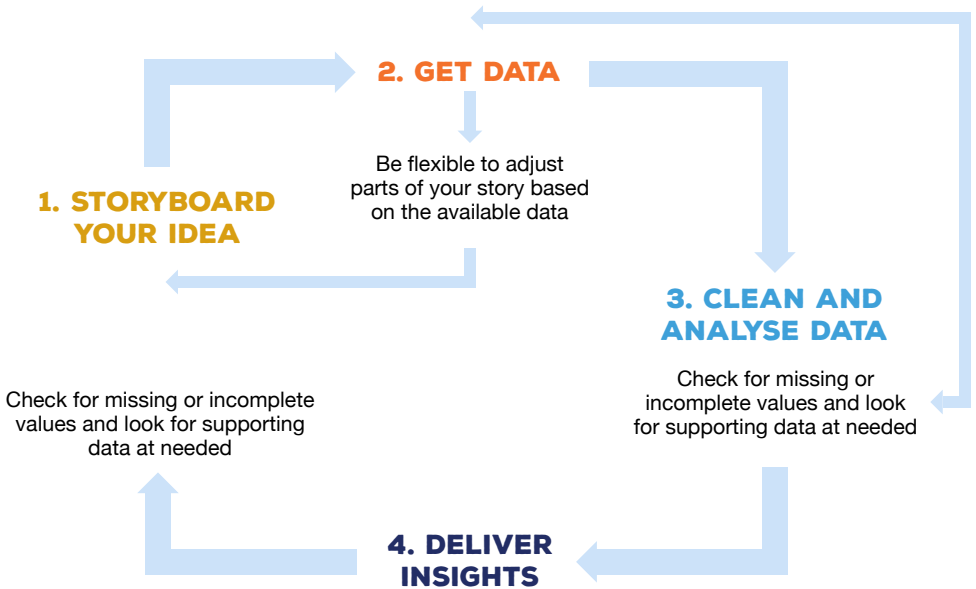 2. GET DATA
Be flexible to adjust
parts of your story based
on the available data
1. STORYBOARD
YOUR IDEA
3. CLEAN AND
ANALYSE DATA
Check for missing or
incomplete values and look
for supporting data at needed
Check for missing or incomplete
values and look for supporting
data at needed
4. DELIVER
INSIGHTS